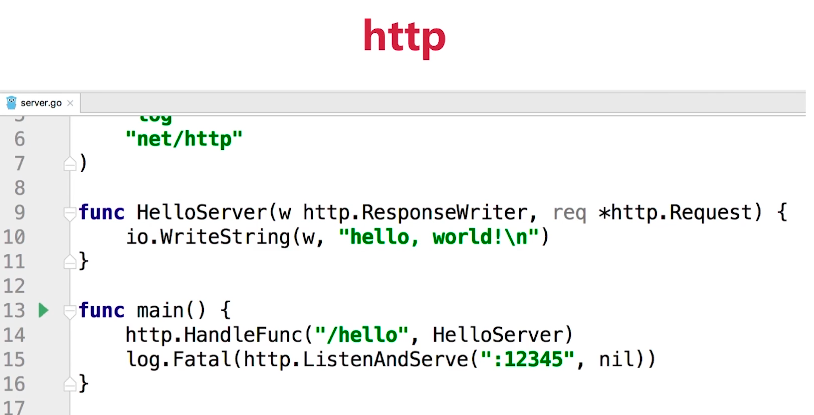 http
server.go
5 "log
6 "net/http"
7 )
8
9 func HelloServer(w http.ResponseWriter, req *http.Request) {
10 io.WriteString(w, "hello, world!\n")
11 }
12
13 func main() {
14 http.HandleFunc("/hello", HelloServer)
15 log.Fatal(http.ListenAndServe(":12345", nil))
16 }
17